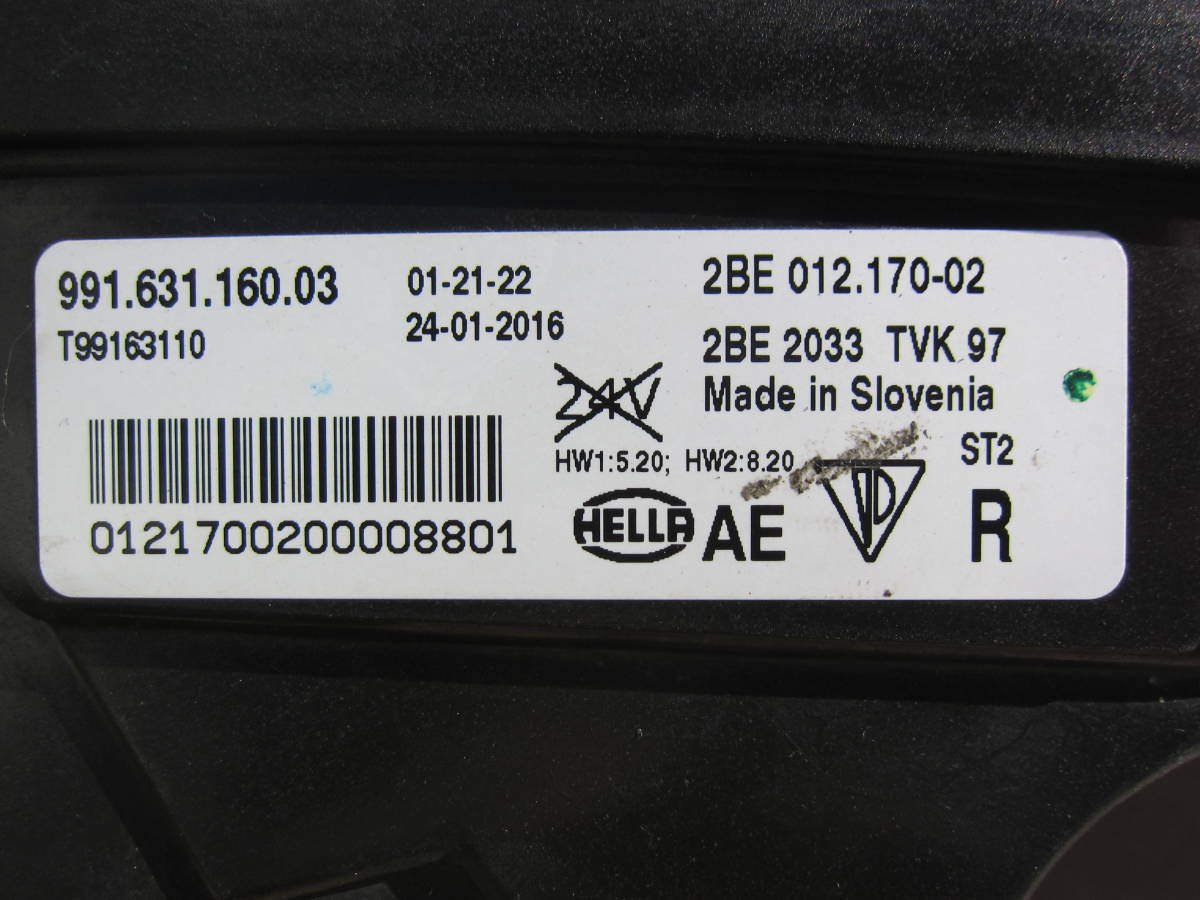 991.631.160.03
T99163110
01-21-22
24-01-2016
2BE 012.170-02
2BE 2033 TVK 97
Made in Slovenia
24V
HW1:5.20; HW2:8.20
ST2
0121700200008801
HELLA AE
R